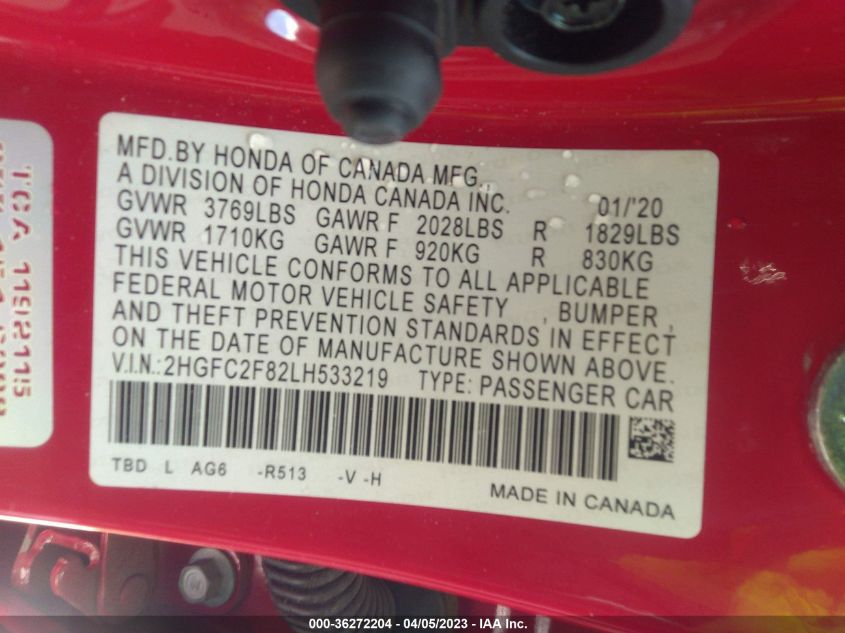 MFD.BY HONDA OF CANADA MFG.,
A DIVISION OF HONDA CANADA INC. 01/'20
GVWR 3769LBS GAWR F 2028LBS R 1829LBS
GVWR 1710KG GAWR F 920KG R 830KG
THIS VEHICLE CONFORMS TO ALL APPLICABLE
FEDERAL MOTOR VEHICLE SAFETY , BUMPER ,
AND THEFT PREVENTION STANDARDS IN EFFECT
ON THE DATE OF MANUFACTURE SHOWN ABOVE.
V.I.N.:2HGFC2F82LH533219 TYPE: PASSENGER CAR
TBD L AG6 -R513 -V -H
MADE IN CANADA
TCA 1192115
000-36272204 - 04/05/2023 - IAA Inc.